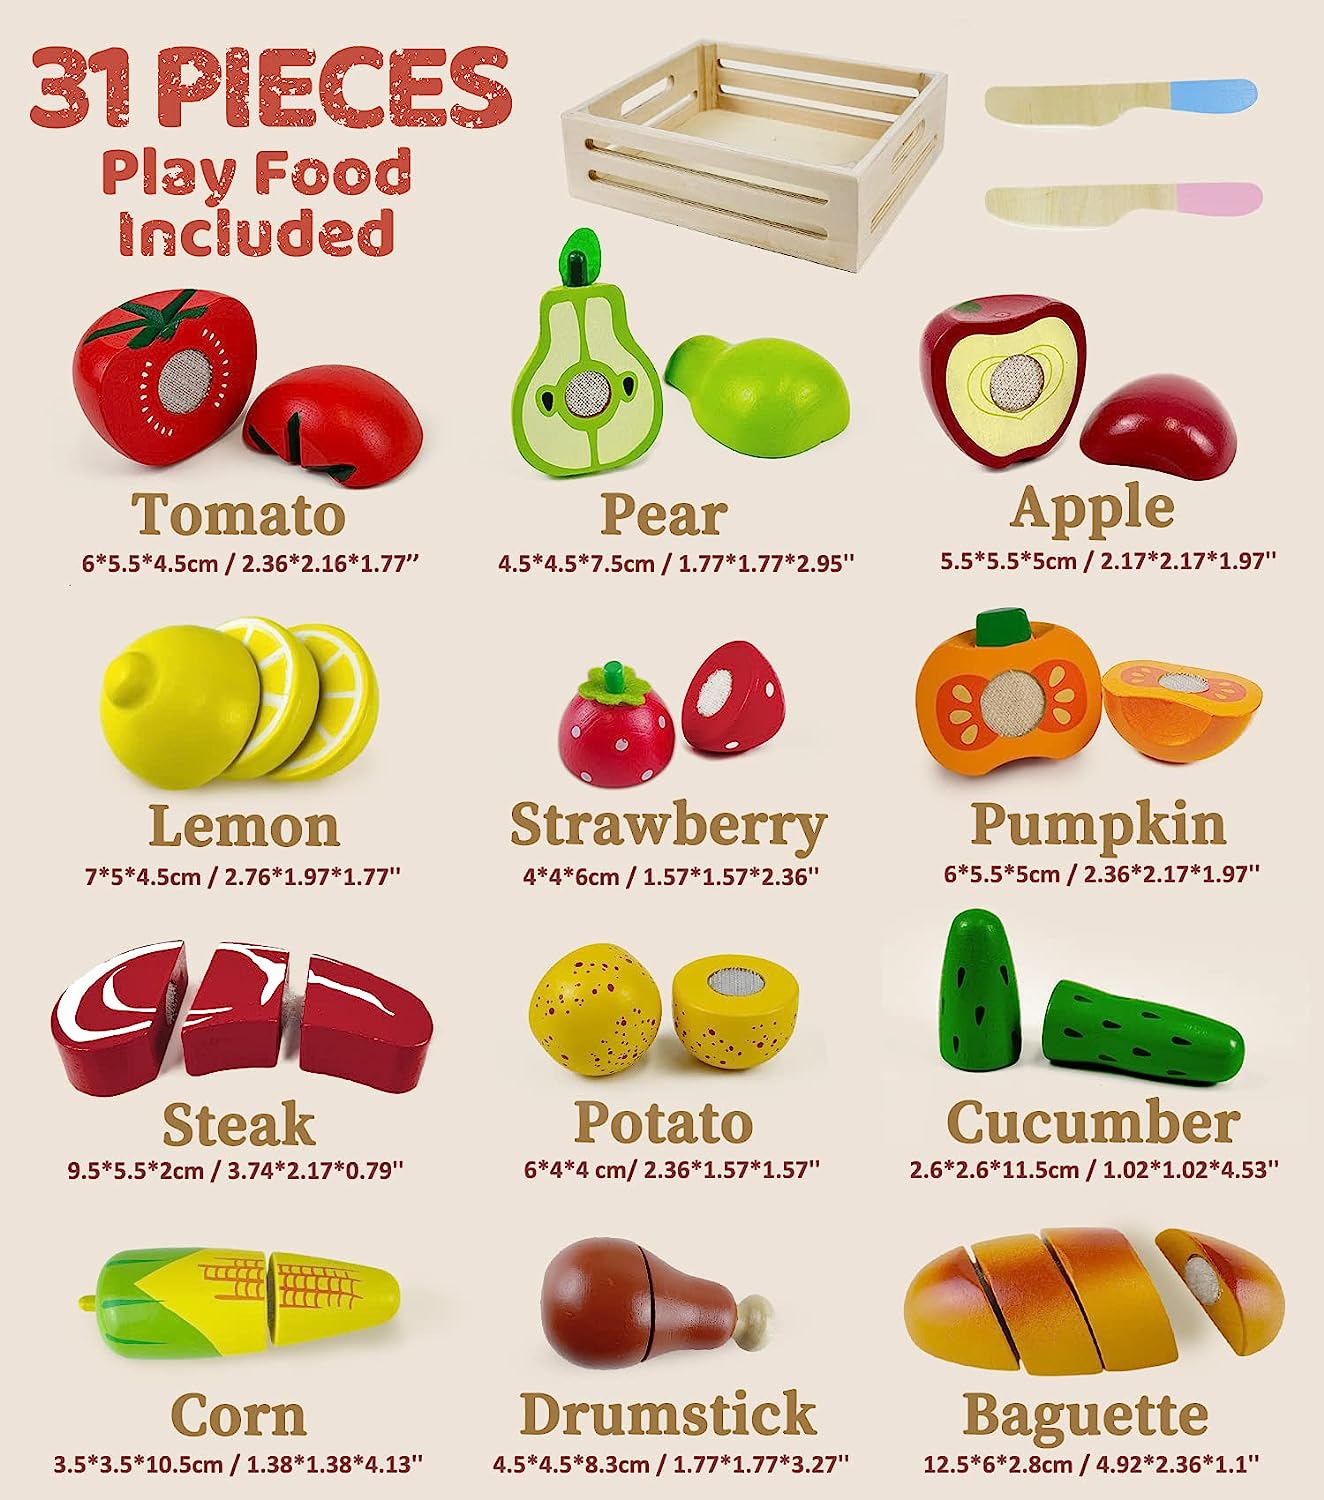 31 PIECES
Play Food
Included
Tomato
6*5.5*4.5cm / 2.36*2.16*1.77’’
Pear
4.5*4.5*7.5cm / 1.77*1.77*2.95"
Apple
5.5*5.5*5cm / 2.17*2.17*1.97"
Lemon
7*5*4.5cm / 2.76*1.97*1.77"
Strawberry
4*4*6cm / 1.57*1.57*2.36"
Pumpkin
6*5.5*5cm / 2.36*2.17*1.97"
Steak
9.5*5.5*2cm / 3.74*2.17*0.79"
Potato
6*4*4 cm/ 2.36*1.57*1.57"
Cucumber
2.6*2.6*11.5cm / 1.02*1.02*4.53"
Corn
3.5*3.5*10.5cm / 1.38*1.38*4.13"
Drumstick
4.5*4.5*8.3cm / 1.77*1.77*3.27"
Baguette
12.5*6*2.8cm / 4.92*2.36*1.1"